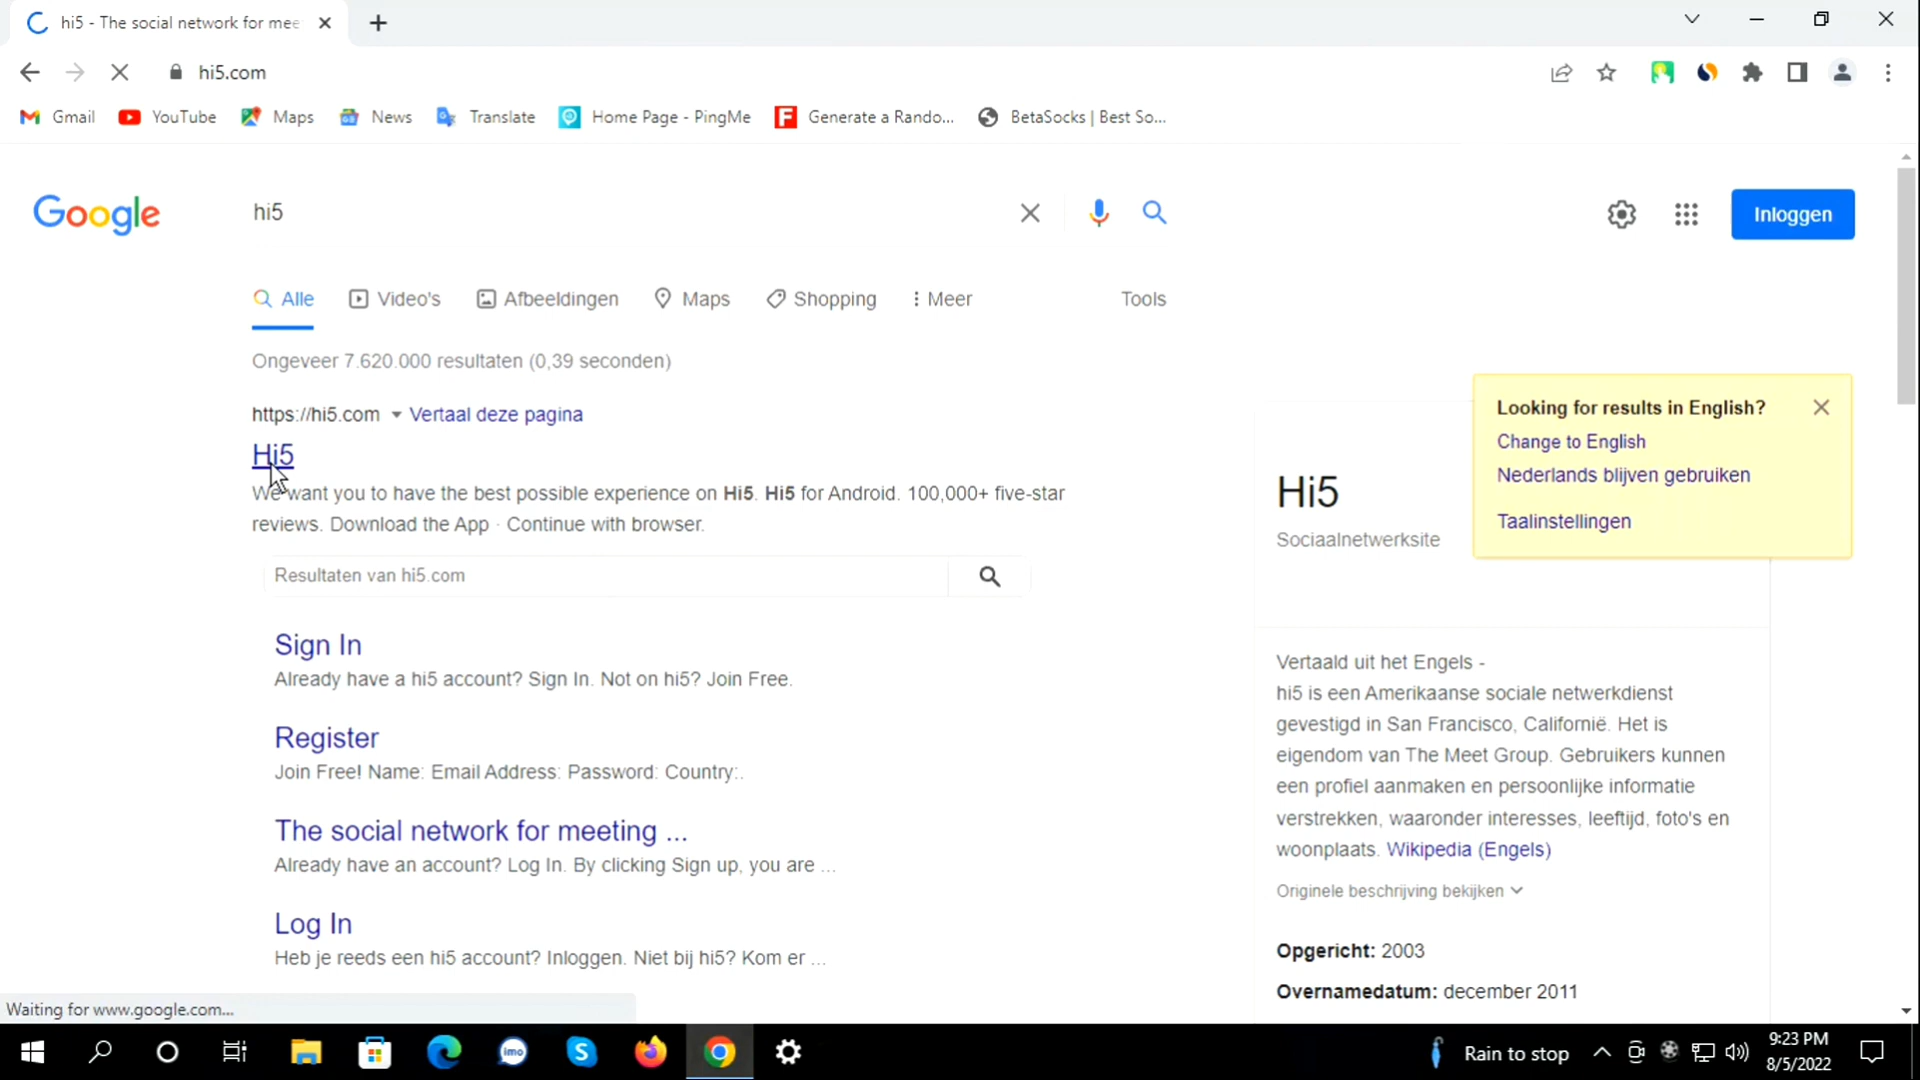 hi5 - The social network for mee
hi5.com
Gmail YouTube Maps News Translate Home Page - PingMe Generate a Rando... BetaSocks | Best So...
Google
hi5
Inloggen
Alle Video's Afbeeldingen Maps Shopping Meer Tools
Ongeveer 7.620.000 resultaten (0,39 seconden)
https://hi5.com Vertaal deze pagina
Hi5
We want you to have the best possible experience on Hi5. Hi5 for Android. 100,000+ five-star
reviews. Download the App · Continue with browser.
Resultaten van hi5.com
Sign In
Already have a hi5 account? Sign In. Not on hi5? Join Free.
Register
Join Free! Name: Email Address: Password: Country:.
The social network for meeting ...
Already have an account? Log In. By clicking Sign up, you are ...
Log In
Heb je reeds een hi5 account? Inloggen. Niet bij hi5? Kom er ...
Looking for results in English?
Change to English
Nederlands blijven gebruiken
Taalinstellingen
Hi5
Sociaalnetwerksite
Vertaald uit het Engels -
hi5 is een Amerikaanse sociale netwerkdienst
gevestigd in San Francisco, Californië. Het is
eigendom van The Meet Group. Gebruikers kunnen
een profiel aanmaken en persoonlijke informatie
verstrekken, waaronder interesses, leeftijd, foto's en
woonplaats. Wikipedia (Engels)
Originele beschrijving bekijken
Opgericht: 2003
Overnamedatum: december 2011
Waiting for www.google.com...
imo
Rain to stop
9:23 PM
8/5/2022